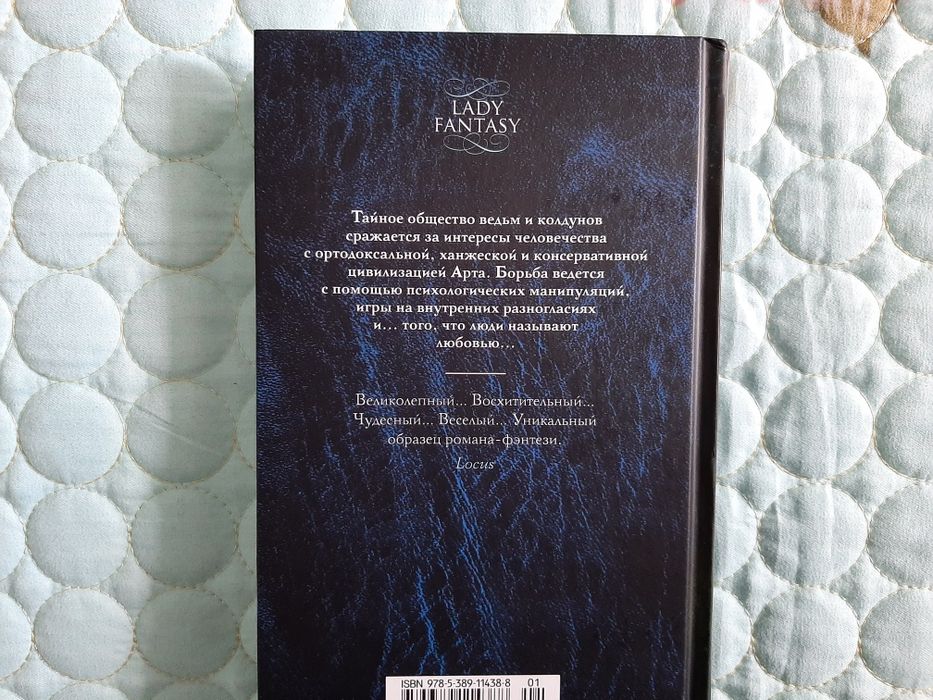 LADY
FANTASY
Тайное общество ведьм и колдунов
сражается за интересы человечества
с ортодоксальной, ханжеской и консервативной
цивилизацией Арта. Борьба ведется
с помощью психологических манипуляций,
игры на внутренних разногласиях
и... того, что люди называют
любовью...
Великолепный... Восхитительный...
Чудесный... Веселый... Уникальный
образец романа-фэнтези.
Locus
ISBN 978-5-389-11438-8 01